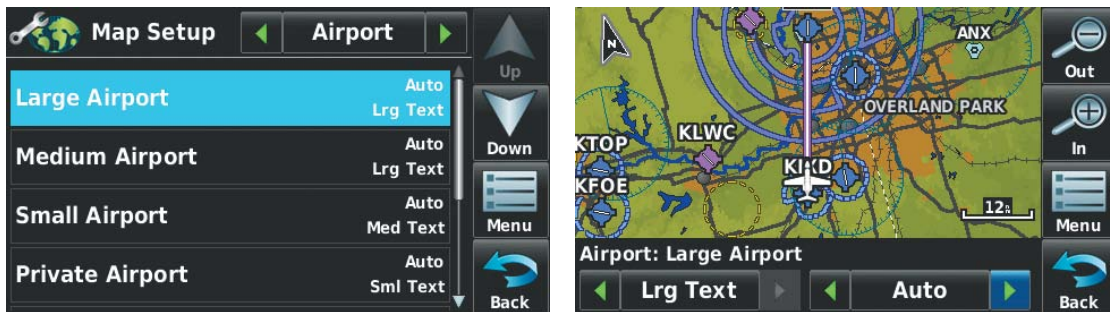 Map Setup
Airport
Up
Large Airport
Auto
Lrg Text
Medium Airport
Auto
Lrg Text
Down
Small Airport
Auto
Med Text
Menu
Private Airport
Auto
Sml Text
Back
N
ANX
Out
OVERLAND PARK
KLWC
KTOP
In
KFOE
12
Menu
Airport: Large Airport
Lrg Text
Auto
Back